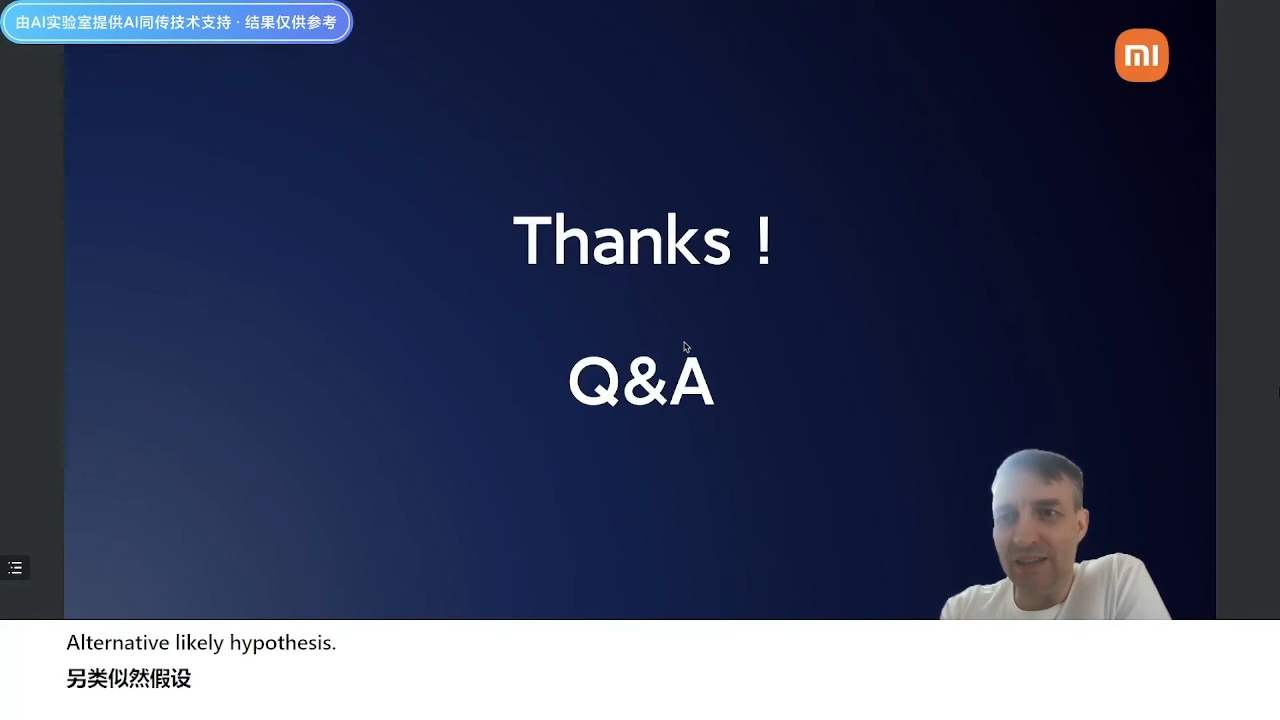 由AI实验室提供AI同传技术支持 · 结果仅供参考
mi
Thanks !
Q&A
Alternative likely hypothesis.
另类似然假设